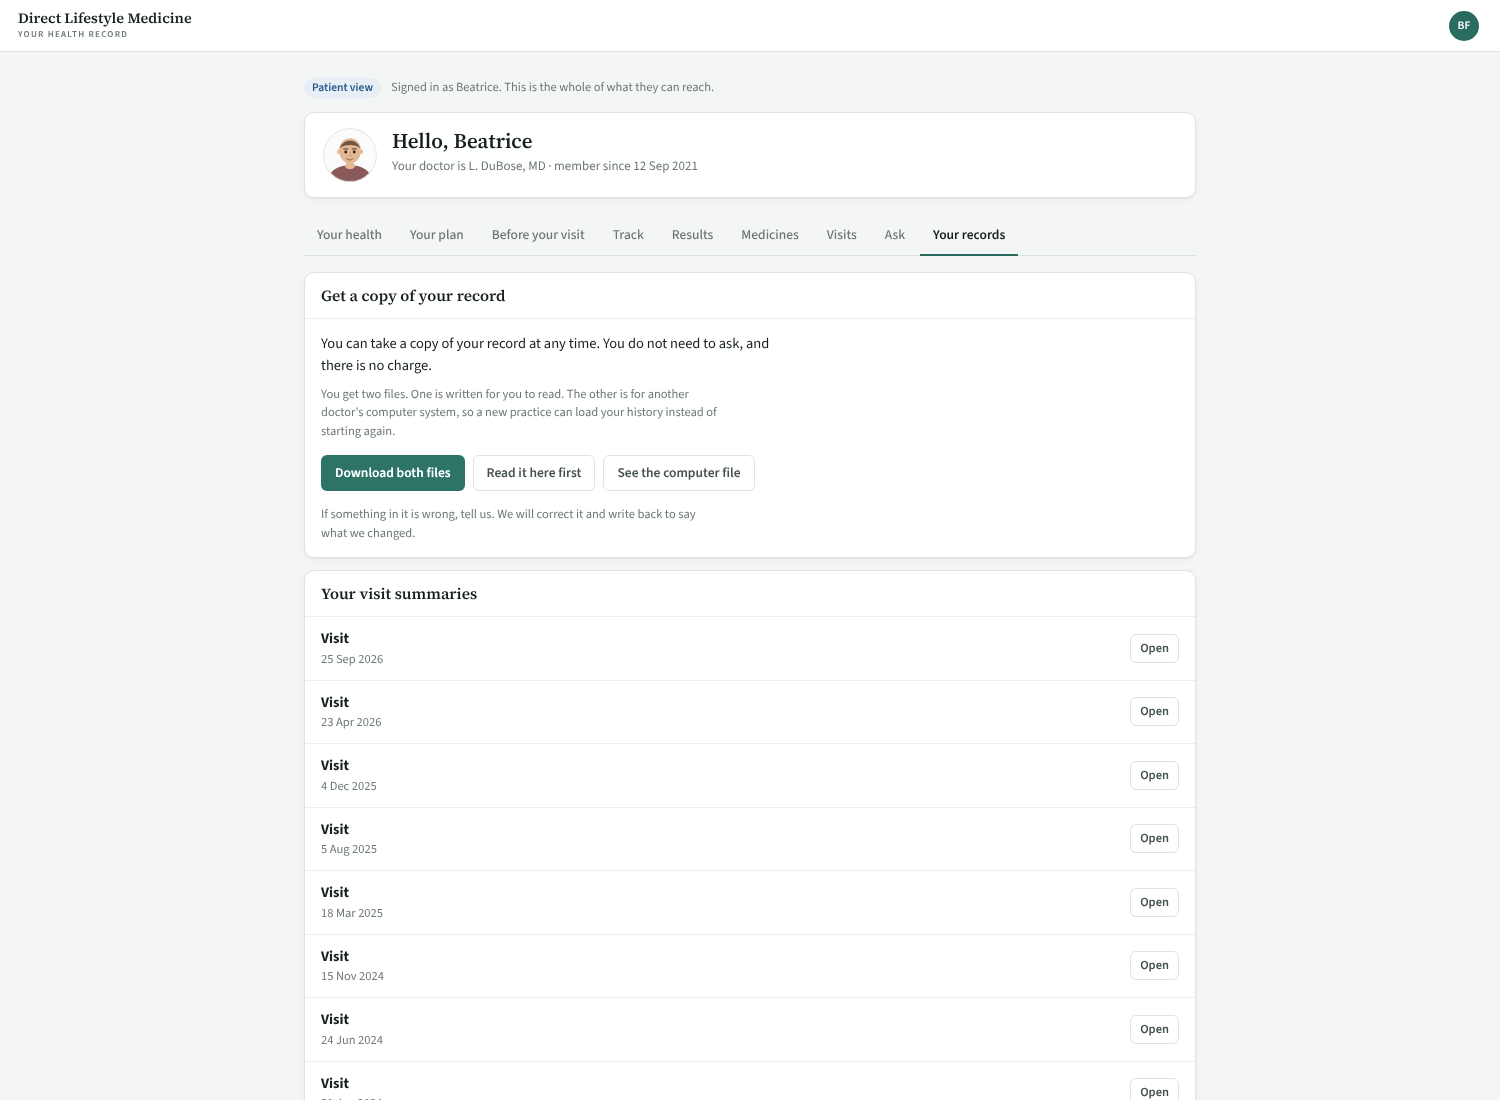 Direct Lifestyle Medicine
YOUR HEALTH RECORD
BF
Patient view
Signed in as Beatrice. This is the whole of what they can reach.
Hello, Beatrice
Your doctor is L. DuBose, MD · member since 12 Sep 2021
Your health
Your plan
Before your visit
Track
Results
Medicines
Visits
Ask
Your records
Get a copy of your record
You can take a copy of your record at any time. You do not need to ask, and
there is no charge.
You get two files. One is written for you to read. The other is for another
doctor's computer system, so a new practice can load your history instead of
starting again.
Download both files
Read it here first
See the computer file
If something in it is wrong, tell us. We will correct it and write back to say
what we changed.
Your visit summaries
Visit
25 Sep 2026
Open
Visit
23 Apr 2026
Open
Visit
4 Dec 2025
Open
Visit
5 Aug 2025
Open
Visit
18 Mar 2025
Open
Visit
15 Nov 2024
Open
Visit
24 Jun 2024
Open
Visit
Open